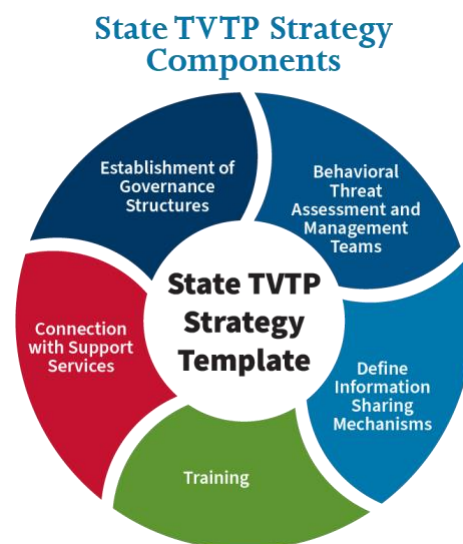 State TVTP Strategy
Components
Establishment of
Governance
Structures
Behavioral
Threat
Assessment and
Management
Teams
State TVTP
Strategy
Template
Connection
with Support
Services
Define
Information
Sharing
Mechanisms
Training